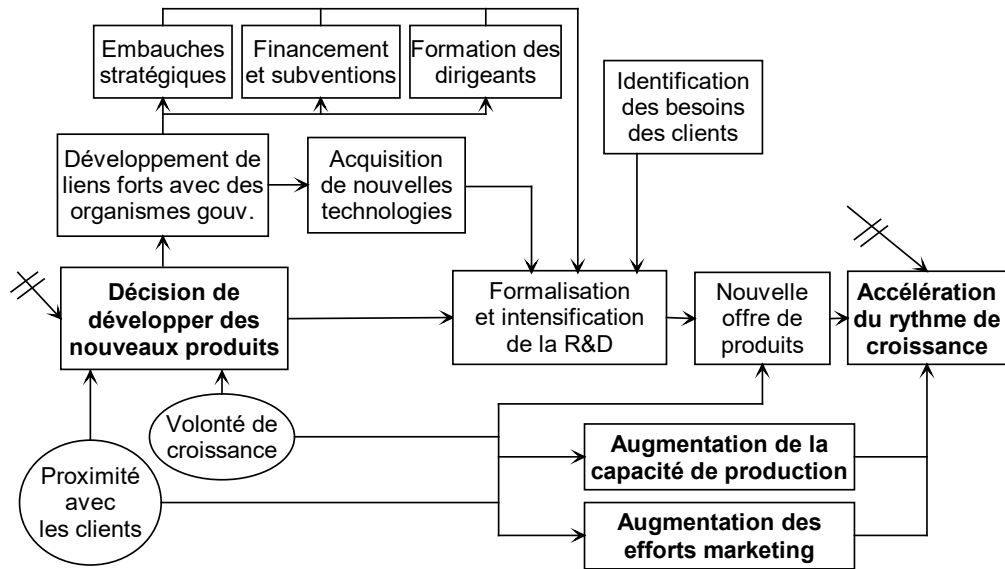 Embauches
stratégiques
Financement
et subventions
Formation des
dirigeants
Identification
des besoins
des clients
Développement de
liens forts avec des
organismes gouv.
Acquisition
de nouvelles
technologies
Décision de
développer des
nouveaux produits
Formalisation
et intensification
de la R&D
Nouvelle
offre de
produits
Accélération
du rythme de
croissance
Volonté de
croissance
Proximité
avec
les clients
Augmentation de la
capacité de production
Augmentation des
efforts marketing